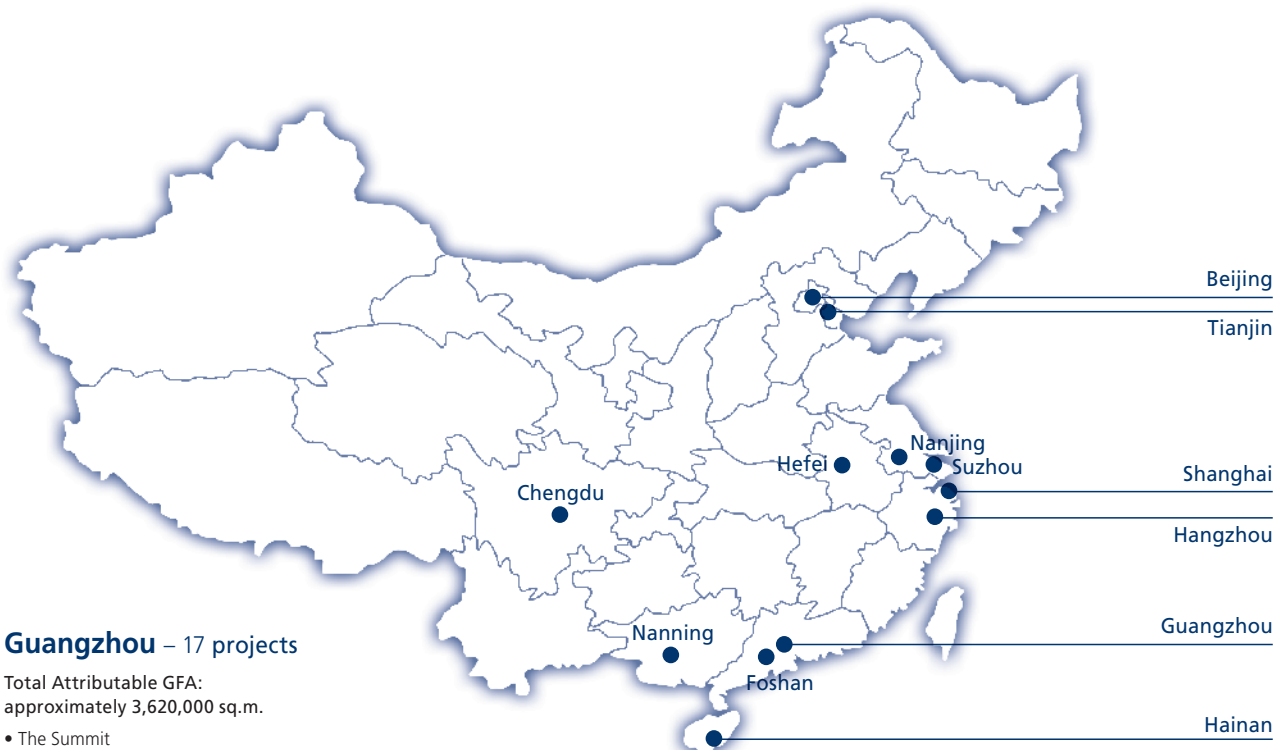 Beijing
Tianjin
Nanjing
Hefei
Suzhou
Shanghai
Chengdu
Hangzhou
Guangzhou
Nanning
Foshan
Hainan
Guangzhou – 17 projects
Total Attributable GFA:
approximately 3,620,000 sq.m.
• The Summit